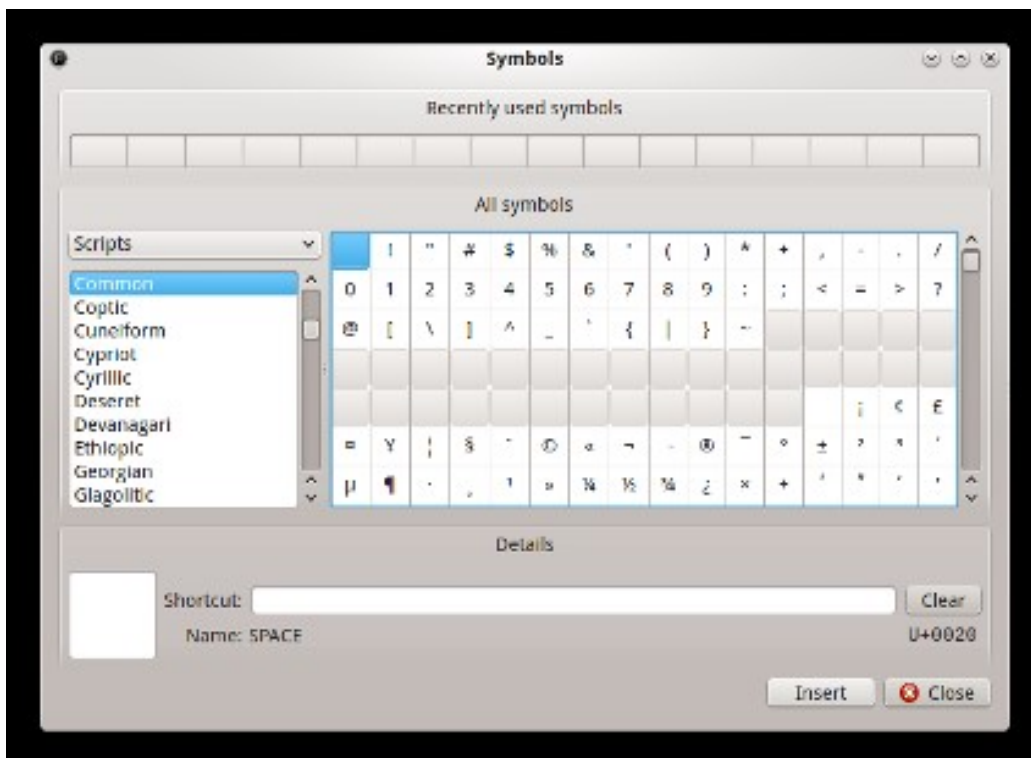 Symbols
Recently used symbols
All symbols
Scripts
Common
Coptic
Cuneiform
Cypriot
Cyrillic
Deseret
Devanagari
Ethiopic
Georgian
Glagolitic
! " # $ % & ' ( ) * + , - . /
0 1 2 3 4 5 6 7 8 9 : ; < = > ?
@ [ \ ] ^ _ ` { | } ~
¡ ¢ £
¤ ¥ ¦ § ¨ © « ¬ - ® ¯ ° ± ² ³ ´
µ ¶ · ¸ ¹ » ¼ ½ ¾ ¿ ×
Details
Shortcut:
Clear
Name: SPACE
U+0020
Insert
Close